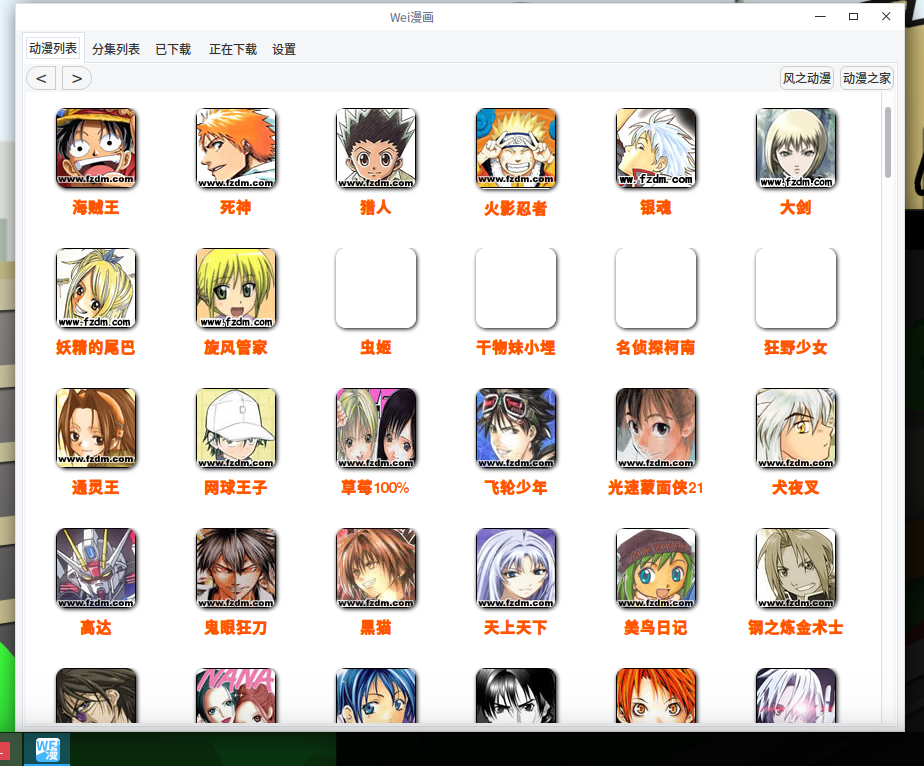 Wei漫画
动漫列表 分集列表 已下载 正在下载 设置
< > 风之动漫 动漫之家
www.fzdm.com www.fzdm.com www.fzdm.com www.fzdm.com ww.fzdm.com www.fzdm.com
海贼王 死神 猎人 火影忍者 银魂 大剑
www.fzdm.com www.fzdm.com
妖精的尾巴 旋风管家 虫姬 干物妹小埋 名侦探柯南 狂野少女
www.fzdm.com www.fzdm.com www.fzdm.com www.fzdm.com www.fzdm.com www.fzdm.com
通灵王 网球王子 草莓100% 飞轮少年 光速蒙面侠21 犬夜叉
www.fzdm.com www.fzdm.com www.fzdm.com www.fzdm.com www.fzdm.com www.fzdm.com
高达 鬼眼狂刀 黑猫 天上天下 美鸟日记 钢之炼金术士
NANA
漫